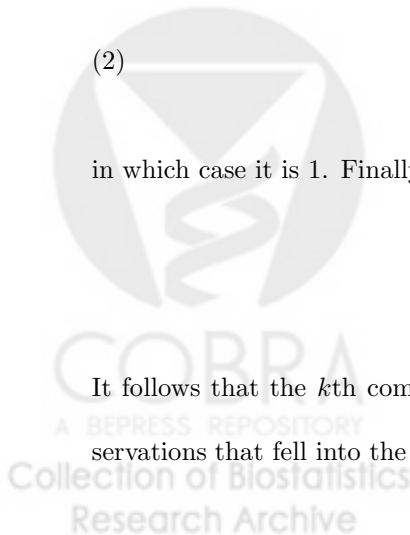 (2)
in which case it is 1. Finally
It follows that the kth com
COBRA
A BEPRESS REPOSITORY
servations that fell into the
Collection of Biostatistics
Research Archive